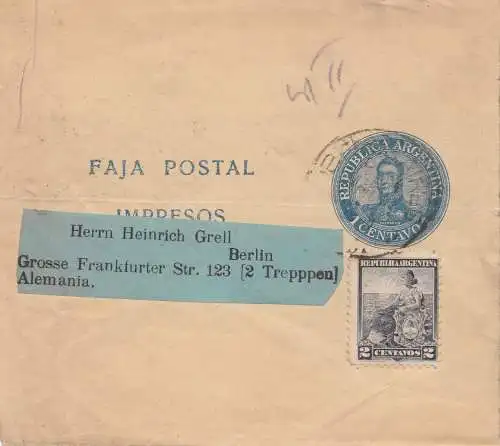 REPUBLICA ARGENTINA
1 CENTAVO
FAJA POSTAL
IMPRESOS
Herrn Heinrich Grell
Berlin
Grosse Frankfurter Str. 123 [2 Trepppen]
Alemania.
REPUBLICA ARGENTINA
2 CENTAVOS 2